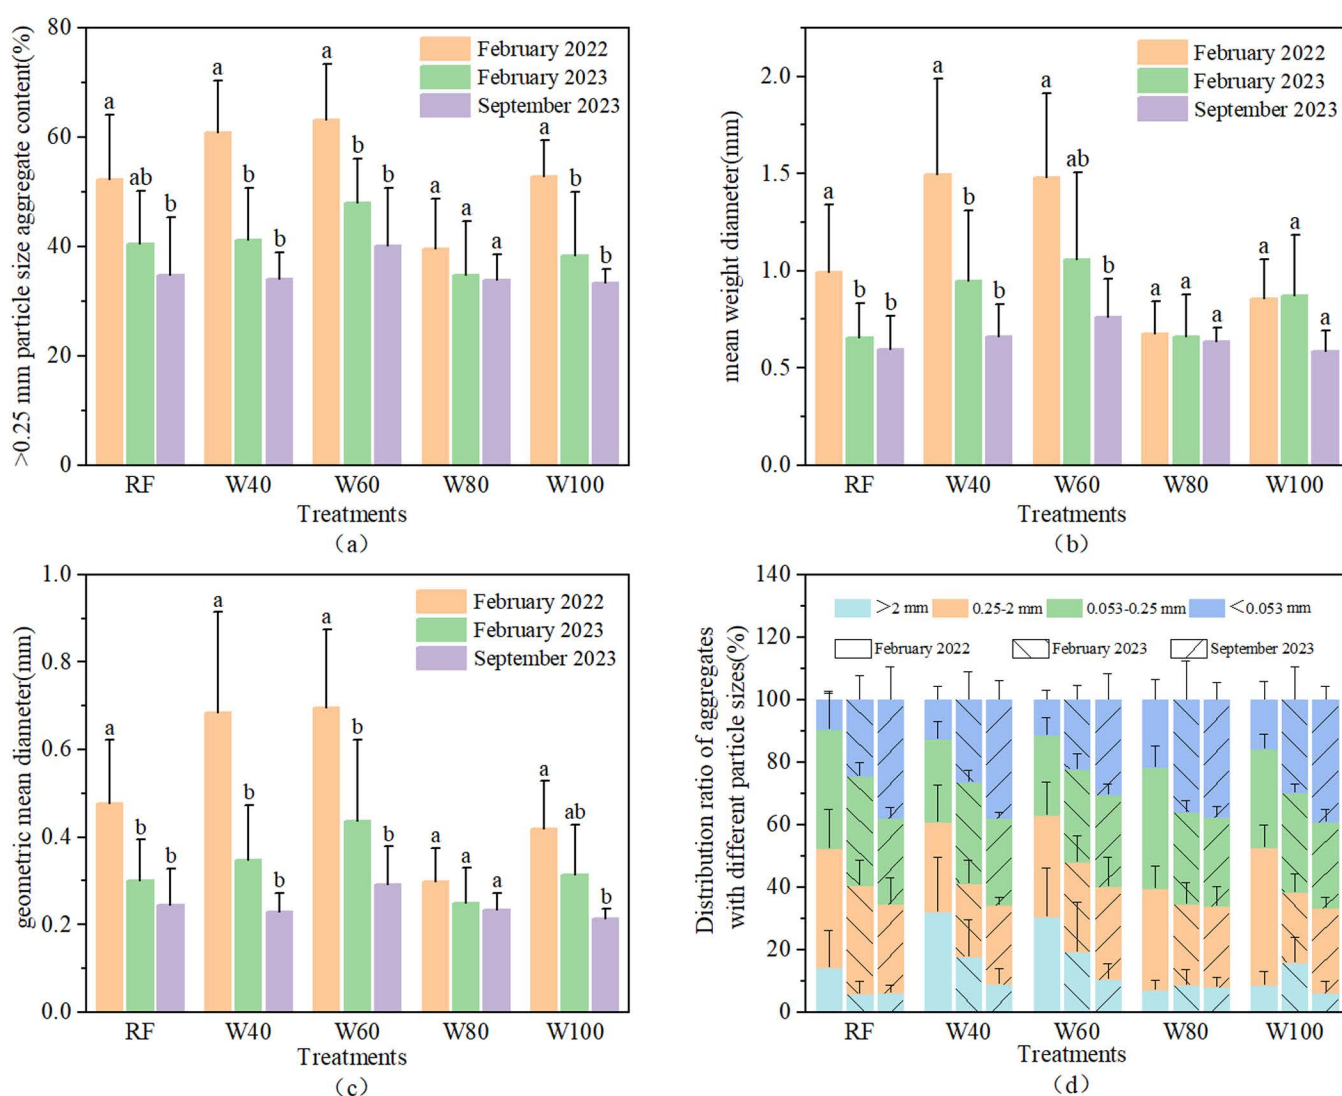 >0.25 mm particle size aggregate content(%)
80
60
40
20
0
February 2022
February 2023
September 2023
a
ab
b
a
b
b
a
b
b
a
a
a
a
b
b
RF W40 W60 W80 W100
Treatments
(a)
mean weight diameter(mm)
2.0
1.5
1.0
0.5
0.0
February 2022
February 2023
September 2023
a
b
b
a
b
b
a
ab
b
a
a
a
a
a
a
RF W40 W60 W80 W100
Treatments
(b)
geometric mean diameter(mm)
1.0
0.8
0.6
0.4
0.2
0.0
February 2022
February 2023
September 2023
a
b
b
a
b
b
a
b
b
a
a
a
a
ab
b
RF W40 W60 W80 W100
Treatments
(c)
Distribution ratio of aggregates
with different particle sizes(%)
140
120
100
80
60
40
20
0
>2 mm 0.25-2 mm 0.053-0.25 mm <0.053 mm
February 2022 February 2023 September 2023
RF W40 W60 W80 W100
Treatments
(d)